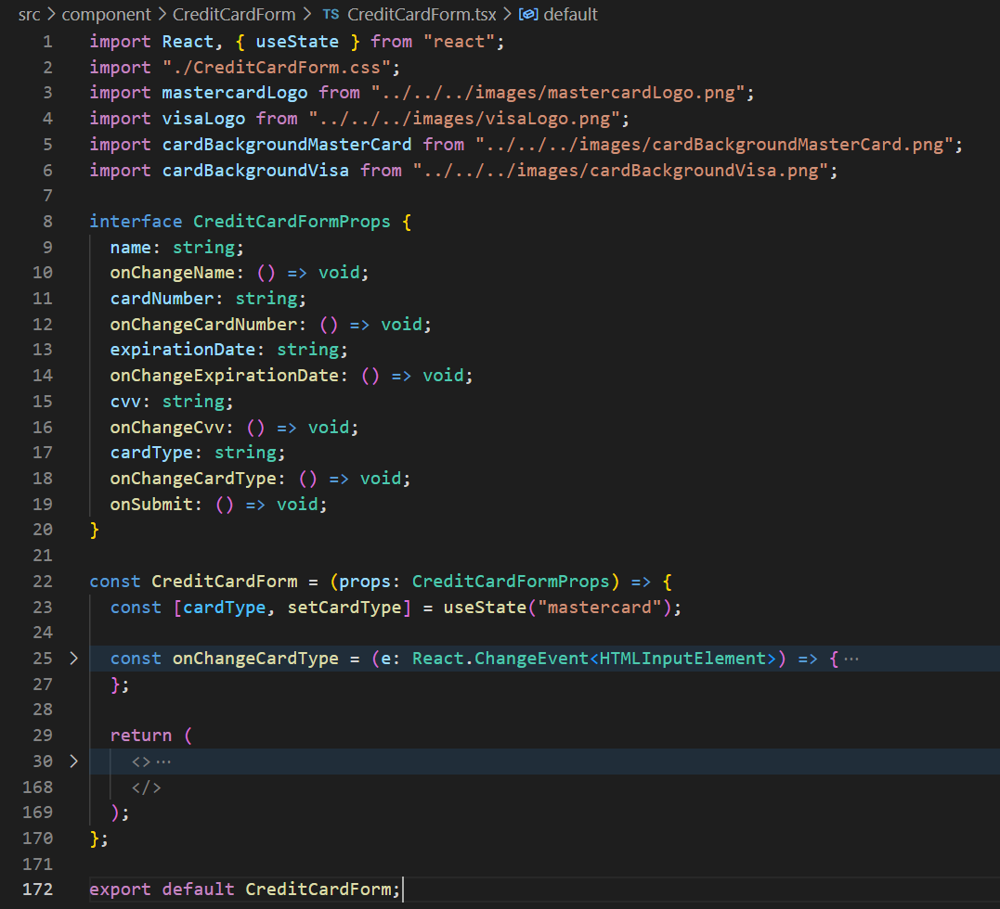 src > component > CreditCardForm > TS CreditCardForm.tsx > default
1 import React, { useState } from "react";
2 import "./CreditCardForm.css";
3 import mastercardLogo from "../../../images/mastercardLogo.png";
4 import visaLogo from "../../../images/visaLogo.png";
5 import cardBackgroundMasterCard from "../../../images/cardBackgroundMasterCard.png";
6 import cardBackgroundVisa from "../../../images/cardBackgroundVisa.png";
7
8 interface CreditCardFormProps {
9 name: string;
10 onChangeName: () => void;
11 cardNumber: string;
12 onChangeCardNumber: () => void;
13 expirationDate: string;
14 onChangeExpirationDate: () => void;
15 cvv: string;
16 onChangeCvv: () => void;
17 cardType: string;
18 onChangeCardType: () => void;
19 onSubmit: () => void;
20 }
21
22 const CreditCardForm = (props: CreditCardFormProps) => {
23 const [cardType, setCardType] = useState("mastercard");
24
25 > const onChangeCardType = (e: React.ChangeEvent<HTMLInputElement>) => { ···
27 };
28
29 return (
30 > <> ···
168 </>
169 );
170 };
171
172 export default CreditCardForm;